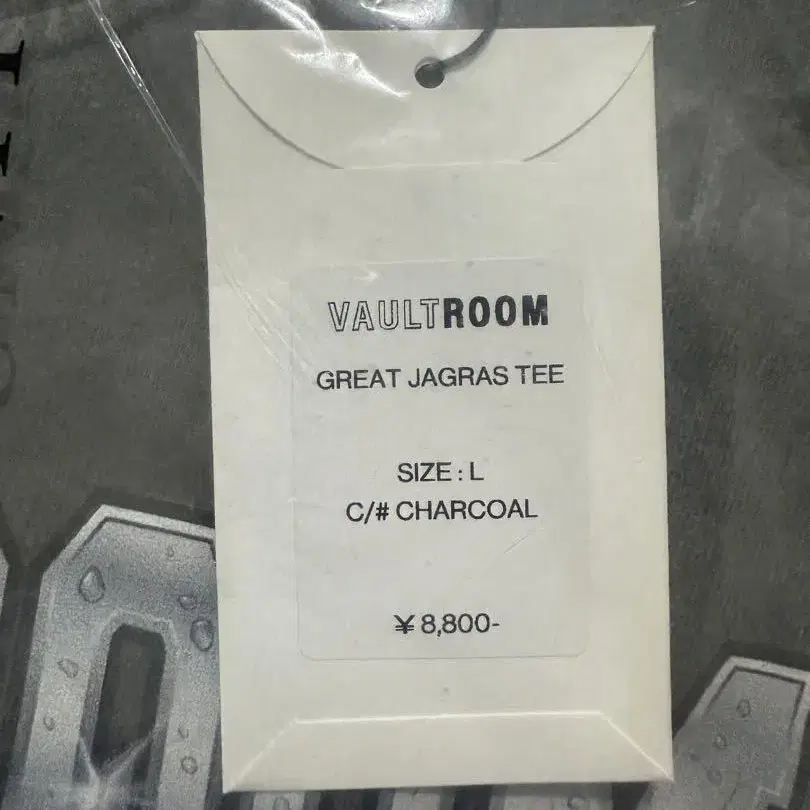 VAULTROOM
GREAT JAGRAS TEE
SIZE : L
C/# CHARCOAL
¥ 8,800-